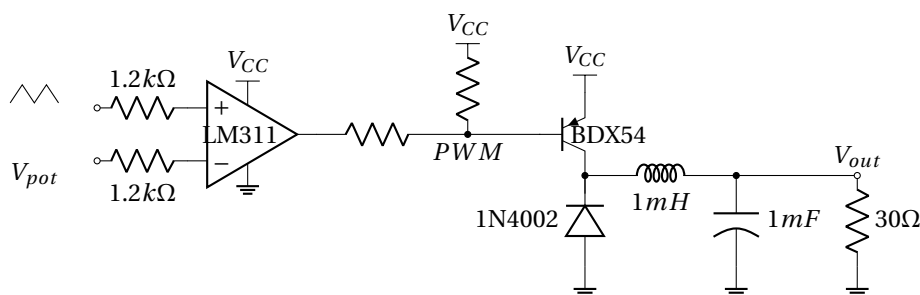 V_CC
V_CC
V_CC
1.2kΩ
+
LM311
−
BDX54
PWM
V_pot
1.2kΩ
V_out
1N4002
1mH
1mF
30Ω